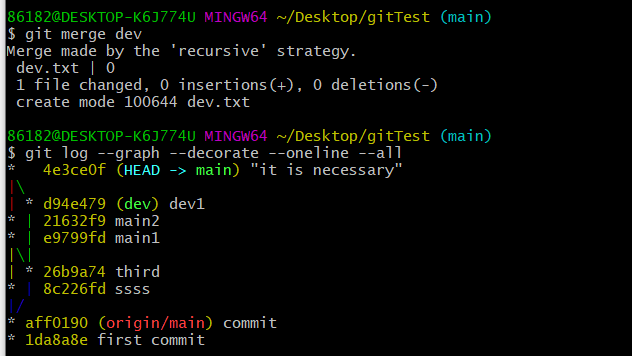 86182@DESKTOP-K6J774U MINGW64 ~/Desktop/gitTest (main)
$ git merge dev
Merge made by the 'recursive' strategy.
 dev.txt | 0
 1 file changed, 0 insertions(+), 0 deletions(-)
 create mode 100644 dev.txt

86182@DESKTOP-K6J774U MINGW64 ~/Desktop/gitTest (main)
$ git log --graph --decorate --oneline --all
*   4e3ce0f (HEAD -> main) "it is necessary"
|\
| * d94e479 (dev) dev1
* | 21632f9 main2
* | e9799fd main1
|\|
| * 26b9a74 third
* | 8c226fd ssss
|/
* aff0190 (origin/main) commit
* 1da8a8e first commit